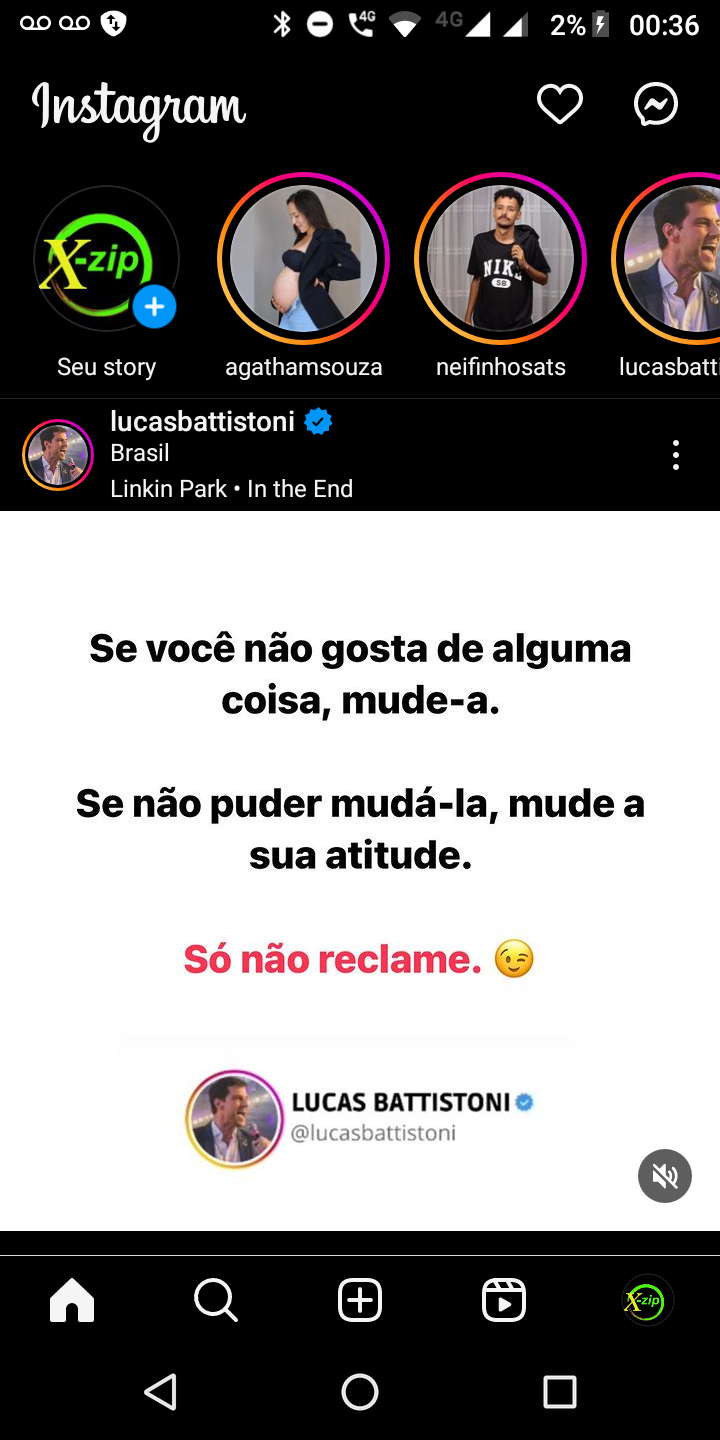 4G 4G 2% 00:36
Instagram
X-zip
NIKE
SB
Seu story agathamsouza neifinhosats lucasbatti
lucasbattistoni
Brasil
Linkin Park • In the End
Se você não gosta de alguma
coisa, mude-a.
Se não puder mudá-la, mude a
sua atitude.
Só não reclame. 😉
LUCAS BATTISTONI
@lucasbattistoni
X-zip